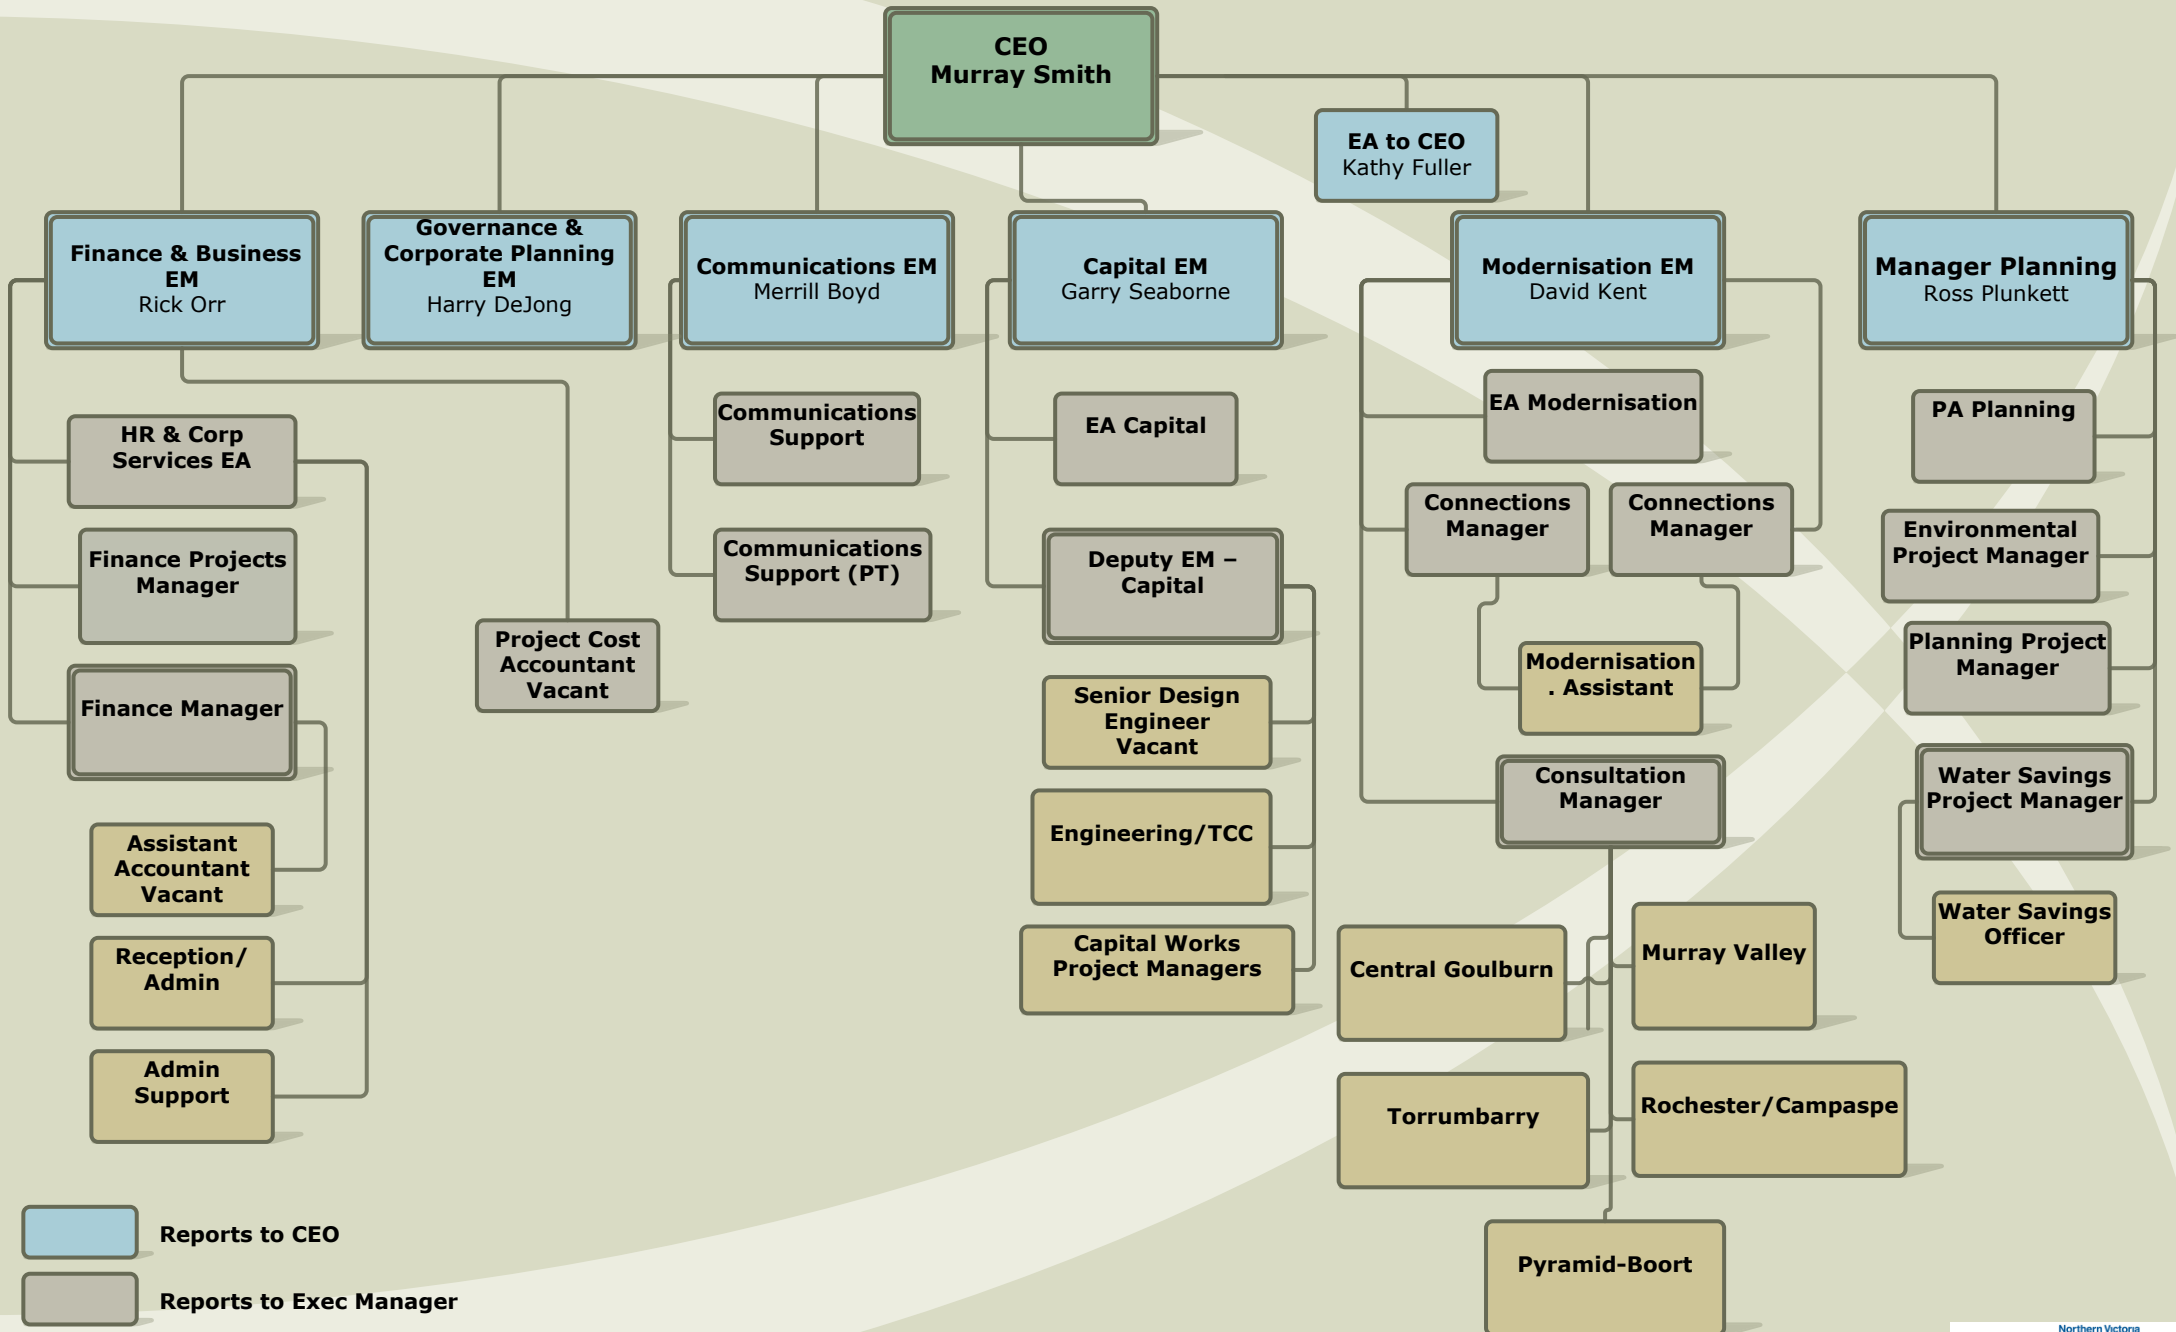 CEO
Murray Smith
EA to CEO
Kathy Fuller
Finance & Business
EM
Rick Orr
Governance &
Corporate Planning
EM
Harry DeJong
Communications EM
Merrill Boyd
Capital EM
Garry Seaborne
Modernisation EM
David Kent
Manager Planning
Ross Plunkett
HR & Corp
Services EA
Finance Projects
Manager
Finance Manager
Assistant
Accountant
Vacant
Reception/
Admin
Admin
Support
Project Cost
Accountant
Vacant
Communications
Support
Communications
Support (PT)
EA Capital
Deputy EM –
Capital
Senior Design
Engineer
Vacant
Engineering/TCC
Capital Works
Project Managers
EA Modernisation
Connections
Manager
Connections
Manager
Modernisation
. Assistant
Consultation
Manager
Central Goulburn
Murray Valley
Torrumbarry
Rochester/Campaspe
Pyramid-Boort
PA Planning
Environmental
Project Manager
Planning Project
Manager
Water Savings
Project Manager
Water Savings
Officer
Reports to CEO
Reports to Exec Manager
Northern Victoria